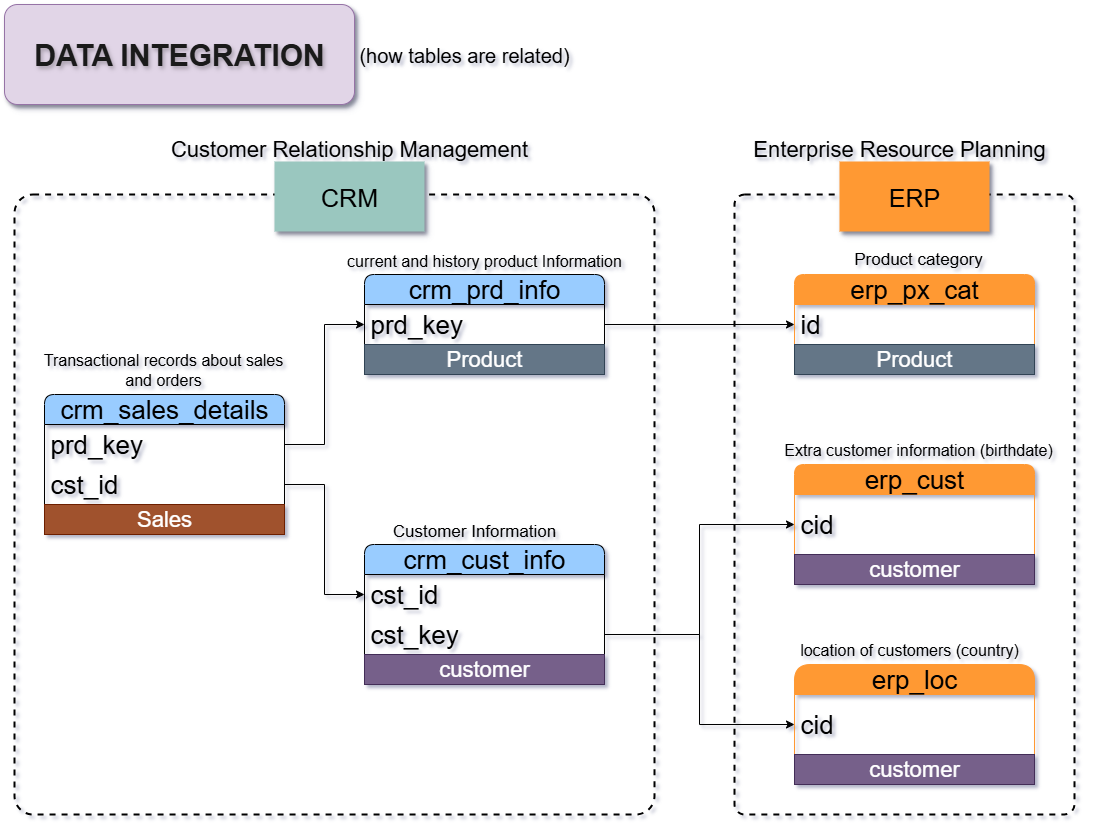 DATA INTEGRATION
(how tables are related)
Customer Relationship Management
CRM
Enterprise Resource Planning
ERP
current and history product Information
crm_prd_info
prd_key
Product
Product category
erp_px_cat
id
Product
Transactional records about sales
and orders
crm_sales_details
prd_key
cst_id
Sales
Customer Information
crm_cust_info
cst_id
cst_key
customer
Extra customer information (birthdate)
erp_cust
cid
customer
location of customers (country)
erp_loc
cid
customer